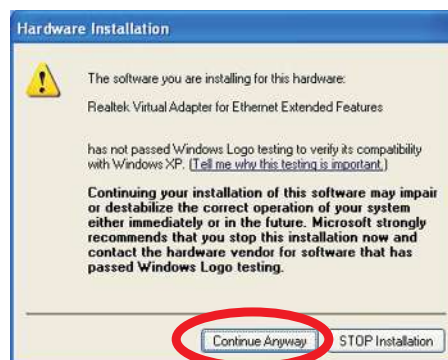 Hardware Installation
The software you are installing for this hardware:
Realtek Virtual Adapter for Ethernet Extended Features
has not passed Windows Logo testing to verify its compatibility
with Windows XP. (Tell me why this testing is important.)
Continuing your installation of this software may impair
or destabilize the correct operation of your system
either immediately or in the future. Microsoft strongly
recommends that you stop this installation now and
contact the hardware vendor for software that has
passed Windows Logo testing.
Continue Anyway STOP Installation